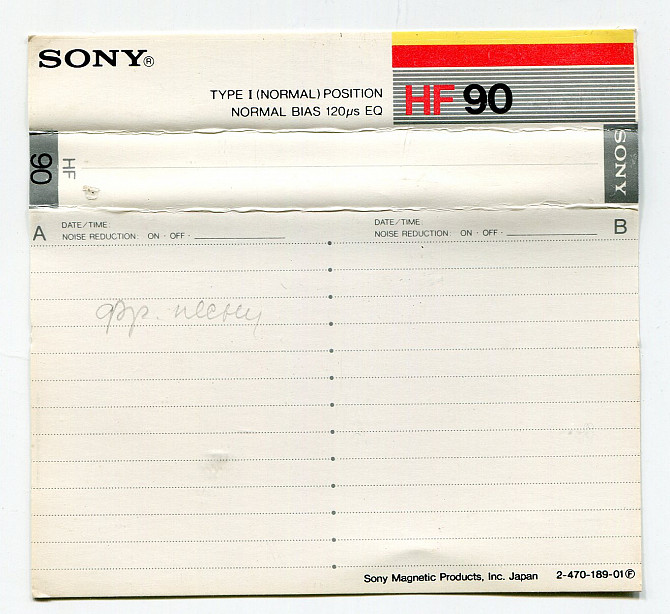 SONY®
TYPE I (NORMAL) POSITION
NORMAL BIAS 120µs EQ
HF 90
90 HF
SONY
A DATE/TIME:
NOISE REDUCTION: ON · OFF ·
DATE/TIME: B
NOISE REDUCTION: ON · OFF ·
фр. песни
Sony Magnetic Products, Inc. Japan 2-470-189-01Ⓟ